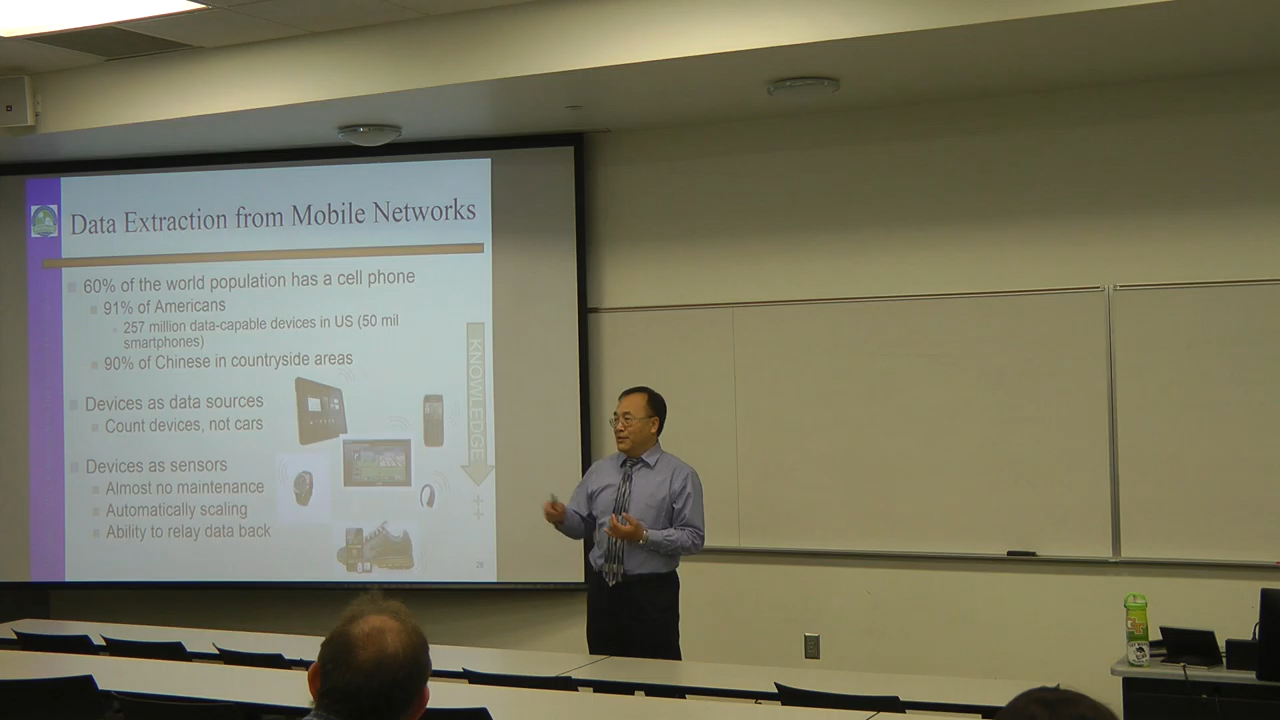 Data Extraction from Mobile Networks
60% of the world population has a cell phone
91% of Americans
257 million data-capable devices in US (50 mil
smartphones)
90% of Chinese in countryside areas
Devices as data sources
Count devices, not cars
Devices as sensors
Almost no maintenance
Automatically scaling
Ability to relay data back
KNOWLEDGE
++
28